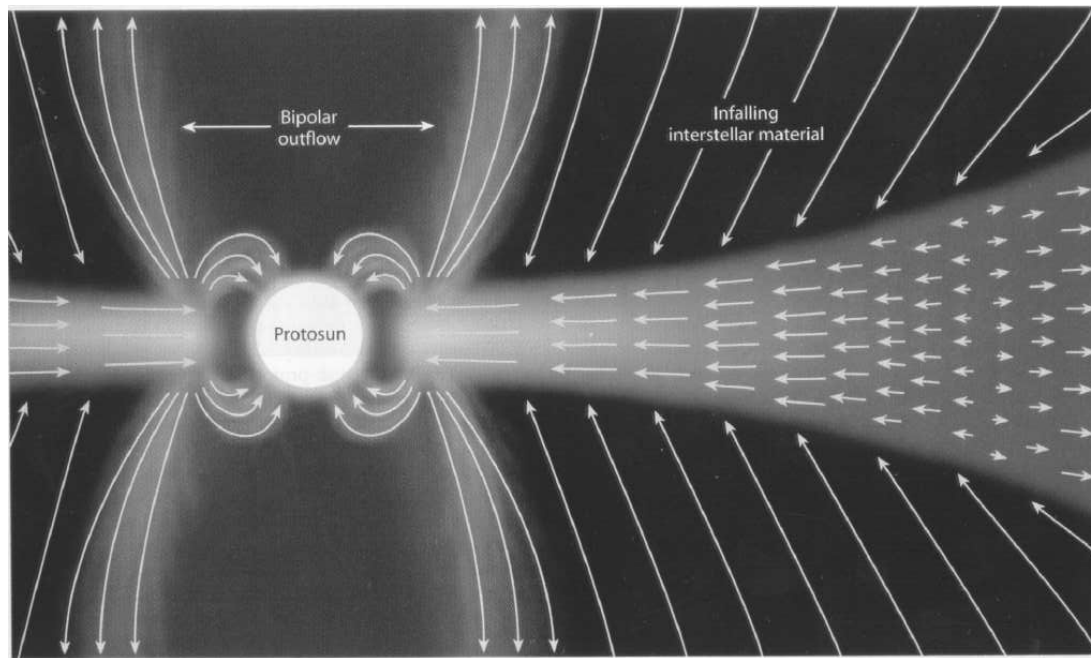 Bipolar
outflow
Infalling
interstellar material
Protosun